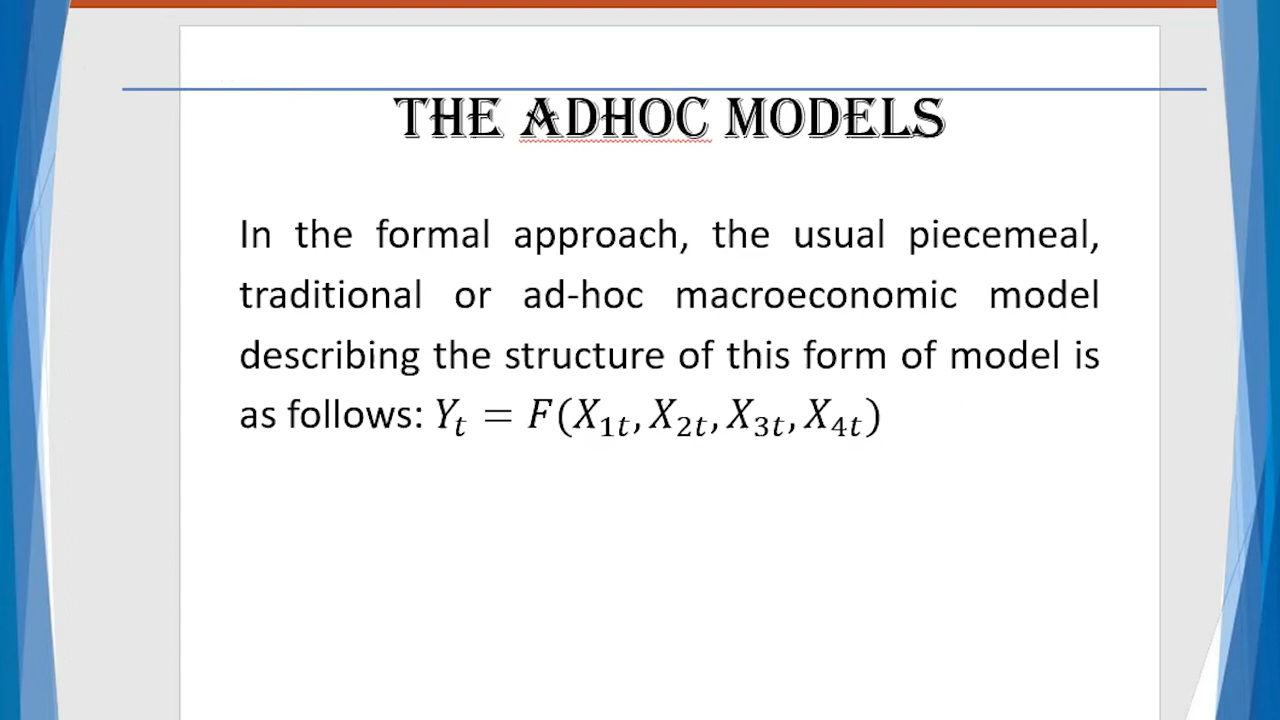 THE ADHOC MODELS
In the formal approach, the usual piecemeal,
traditional or ad-hoc macroeconomic model
describing the structure of this form of model is
as follows: Yₜ = F(X₁ₜ, X₂ₜ, X₃ₜ, X₄ₜ)